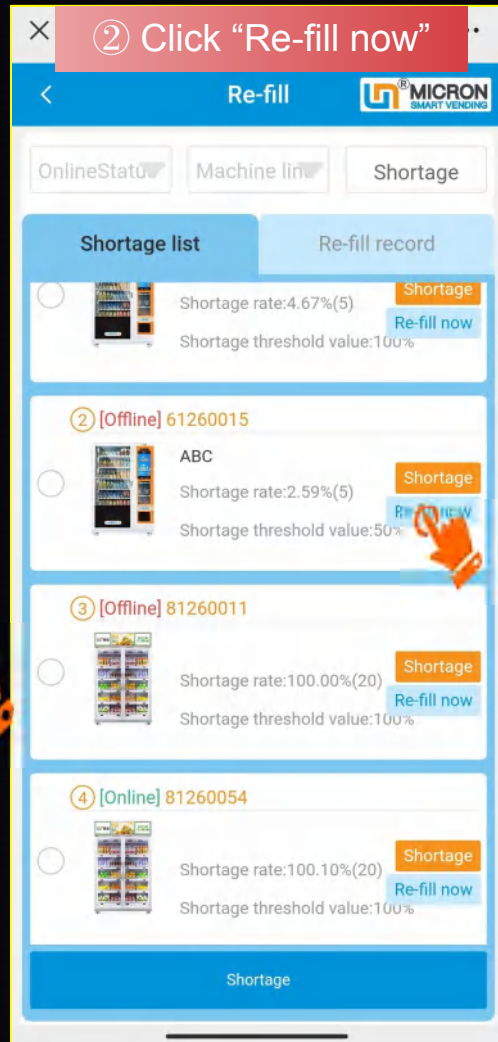 ② Click “Re-fill now”
Re-fill
®MICRON
SMART VENDING
OnlineStatu
Machine lin
Shortage
Shortage list
Re-fill record
Shortage
Shortage rate:4.67%(5)
Re-fill now
Shortage threshold value:100%
② [Offline] 61260015
ABC
Shortage
Shortage rate:2.59%(5)
Re-fill now
Shortage threshold value:50%
③ [Offline] 81260011
Shortage
Shortage rate:100.00%(20)
Re-fill now
Shortage threshold value:100%
④ [Online] 81260054
Shortage
Shortage rate:100.10%(20)
Re-fill now
Shortage threshold value:100%
Shortage